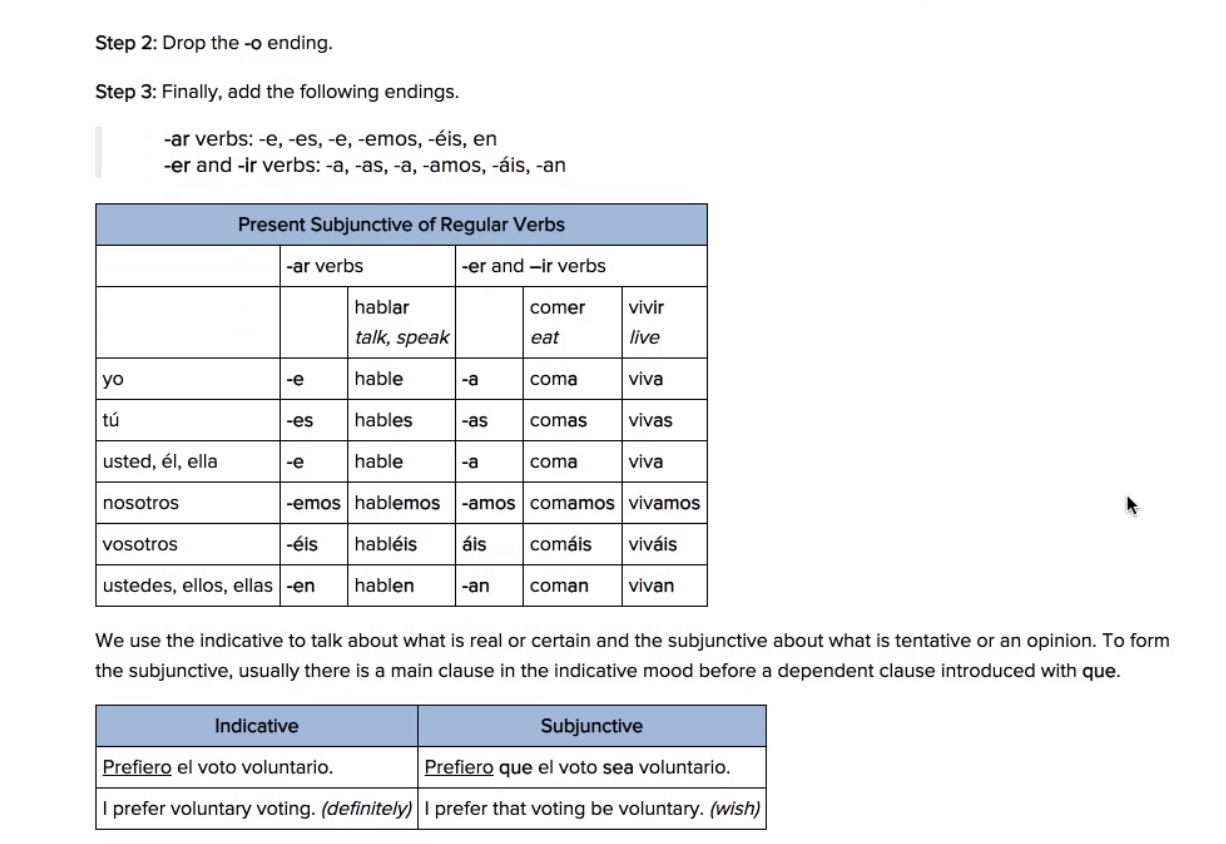 Step 2: Drop the -o ending.
Step 3: Finally, add the following endings.
-ar verbs: -e, -es, -e, -emos, -éis, en
-er and -ir verbs: -a, -as, -a, -amos, -áis, -an
Present Subjunctive of Regular Verbs
-ar verbs -er and –ir verbs
hablar comer vivir
talk, speak eat live
yo -e hable -a coma viva
tú -es hables -as comas vivas
usted, él, ella -e hable -a coma viva
nosotros -emos hablemos -amos comamos vivamos
vosotros -éis habléis áis comáis viváis
ustedes, ellos, ellas -en hablen -an coman vivan
We use the indicative to talk about what is real or certain and the subjunctive about what is tentative or an opinion. To form
the subjunctive, usually there is a main clause in the indicative mood before a dependent clause introduced with que.
Indicative Subjunctive
Prefiero el voto voluntario. Prefiero que el voto sea voluntario.
I prefer voluntary voting. (definitely) I prefer that voting be voluntary. (wish)